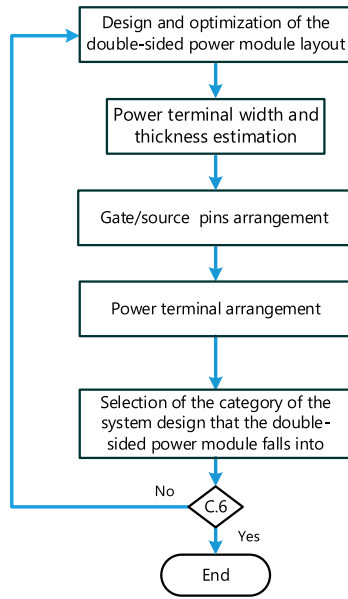 Design and optimization of the
double-sided power module layout
Power terminal width and
thickness estimation
Gate/source pins arrangement
Power terminal arrangement
Selection of the category of the
system design that the double-
sided power module falls into
No
C.6
Yes
End